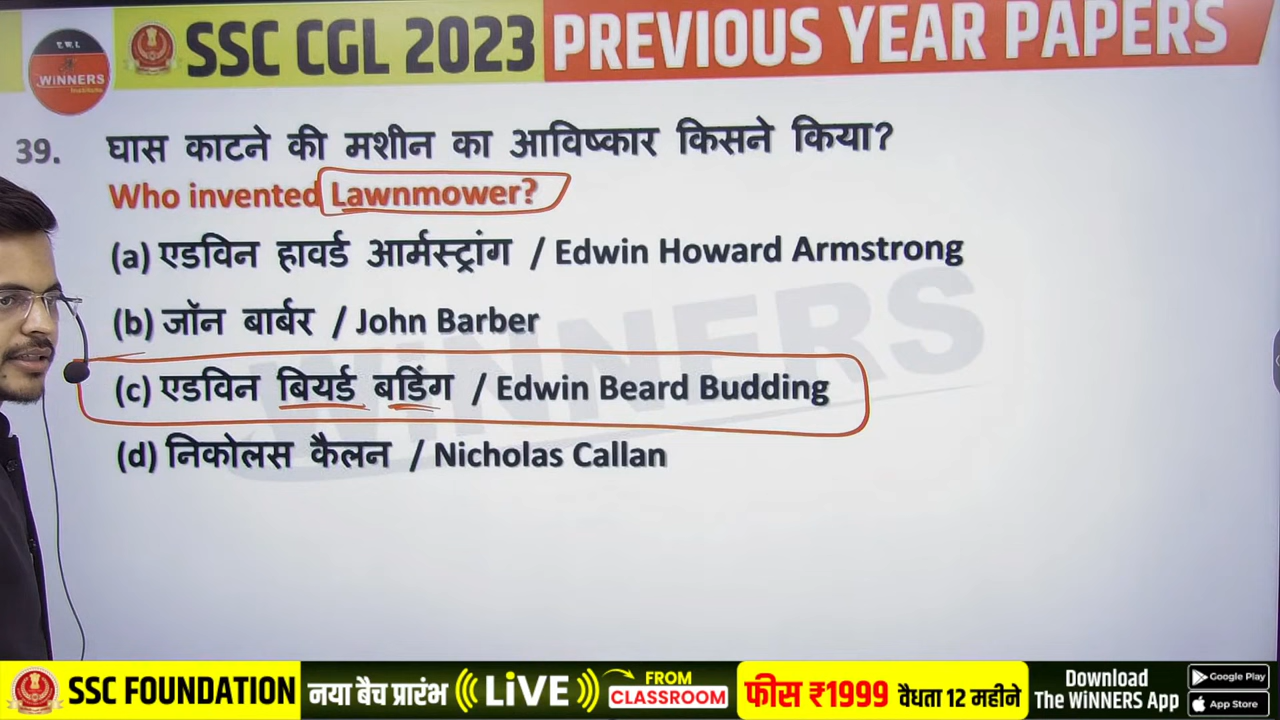 ए.W.I.
WiNNERS
Institute
SSC CGL 2023 PREVIOUS YEAR PAPERS
39. घास काटने की मशीन का आविष्कार किसने किया?
Who invented Lawnmower?
(a) एडविन हावर्ड आर्मस्ट्रांग / Edwin Howard Armstrong
(b) जॉन बार्बर / John Barber
(c) एडविन बियर्ड बडिंग / Edwin Beard Budding
(d) निकोलस कैलन / Nicholas Callan
WiNNERS
SSC FOUNDATION नया बैच प्रारंभ LiVE FROM CLASSROOM फीस ₹1999 वैधता 12 महीने
Download
The WiNNERS App
Google Play
App Store